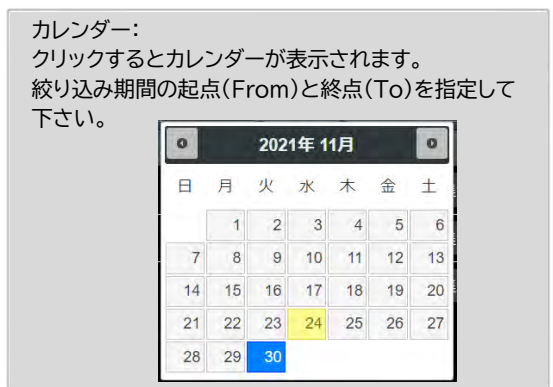 カレンダー：
クリックするとカレンダーが表示されます。
絞り込み期間の起点(From)と終点(To)を指定して
下さい。
2021年 11月
日 月 火 水 木 金 土
1 2 3 4 5 6
7 8 9 10 11 12 13
14 15 16 17 18 19 20
21 22 23 24 25 26 27
28 29 30